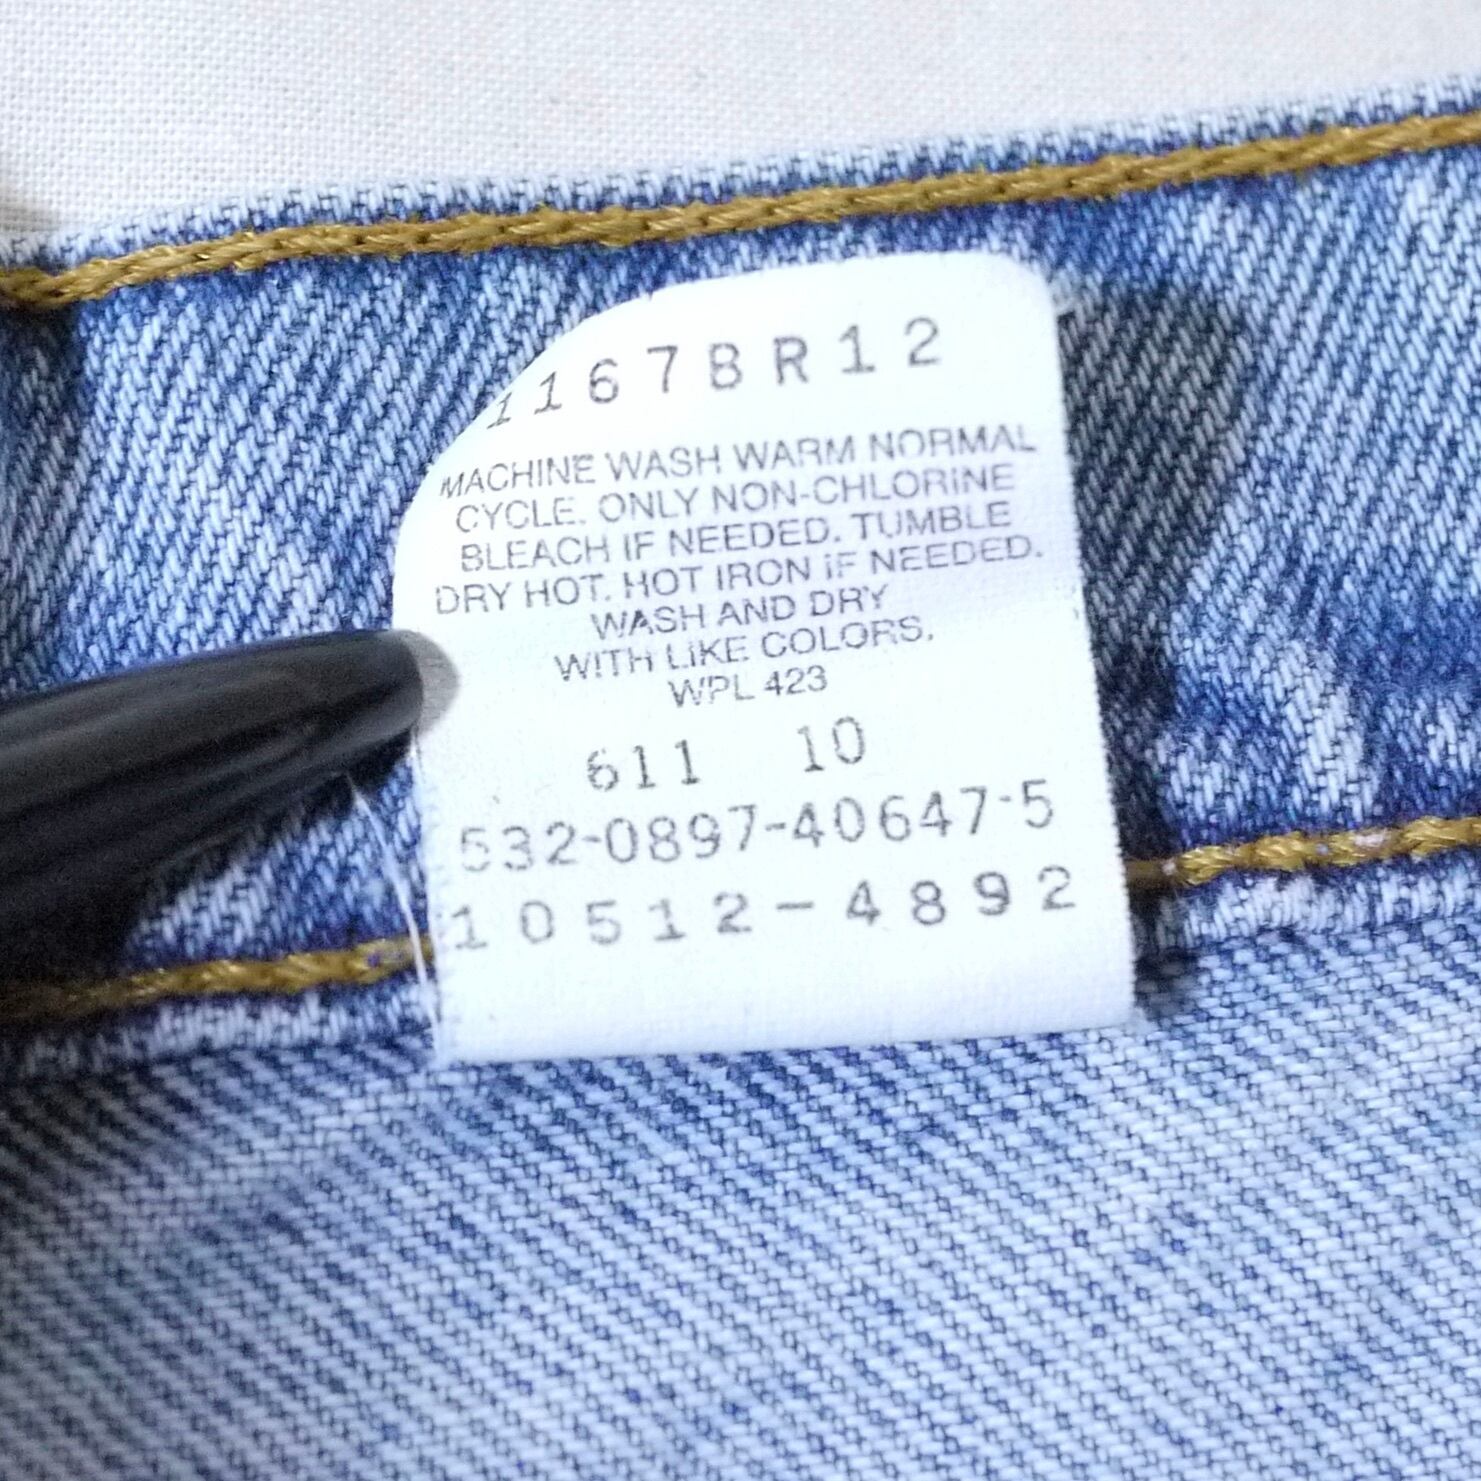 1167BR12
MACHINE WASH WARM NORMAL
CYCLE. ONLY NON-CHLORINE
BLEACH IF NEEDED. TUMBLE
DRY HOT. HOT IRON IF NEEDED.
WASH AND DRY
WITH LIKE COLORS.
WPL 423
611 10
532-0897-40647-5
10512-4892